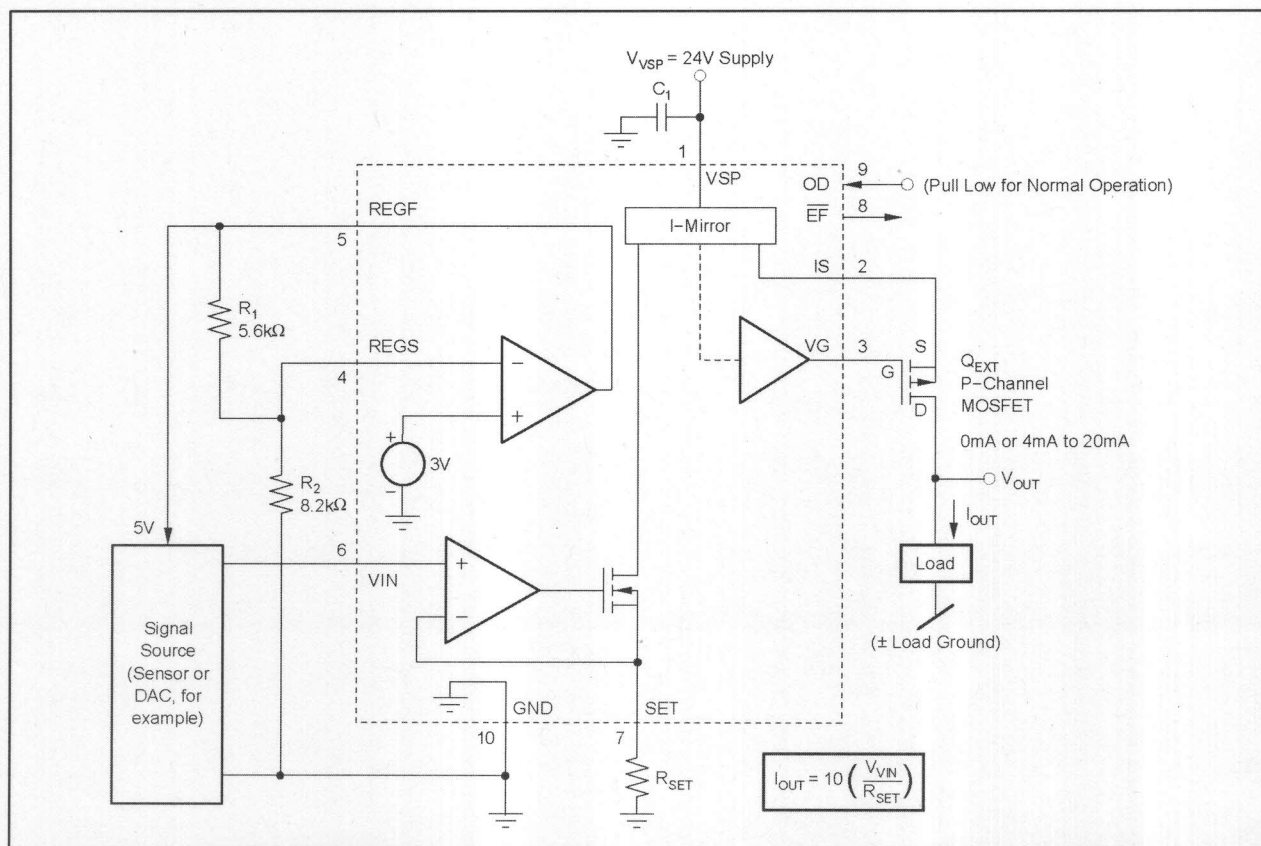 V_VSP = 24V Supply
C1
1
VSP
9
OD
(Pull Low for Normal Operation)
8
EF
REGF
5
I–Mirror
IS
2
R1
5.6kΩ
REGS
4
VG
3
S
G
D
Q_EXT
P–Channel
MOSFET
–
+
+
3V
–
0mA or 4mA to 20mA
V_OUT
R2
8.2kΩ
I_OUT
5V
6
VIN
+
–
Load
(± Load Ground)
Signal
Source
(Sensor or
DAC, for
example)
GND
SET
10
7
R_SET
I_OUT = 10 ( V_VIN / R_SET )